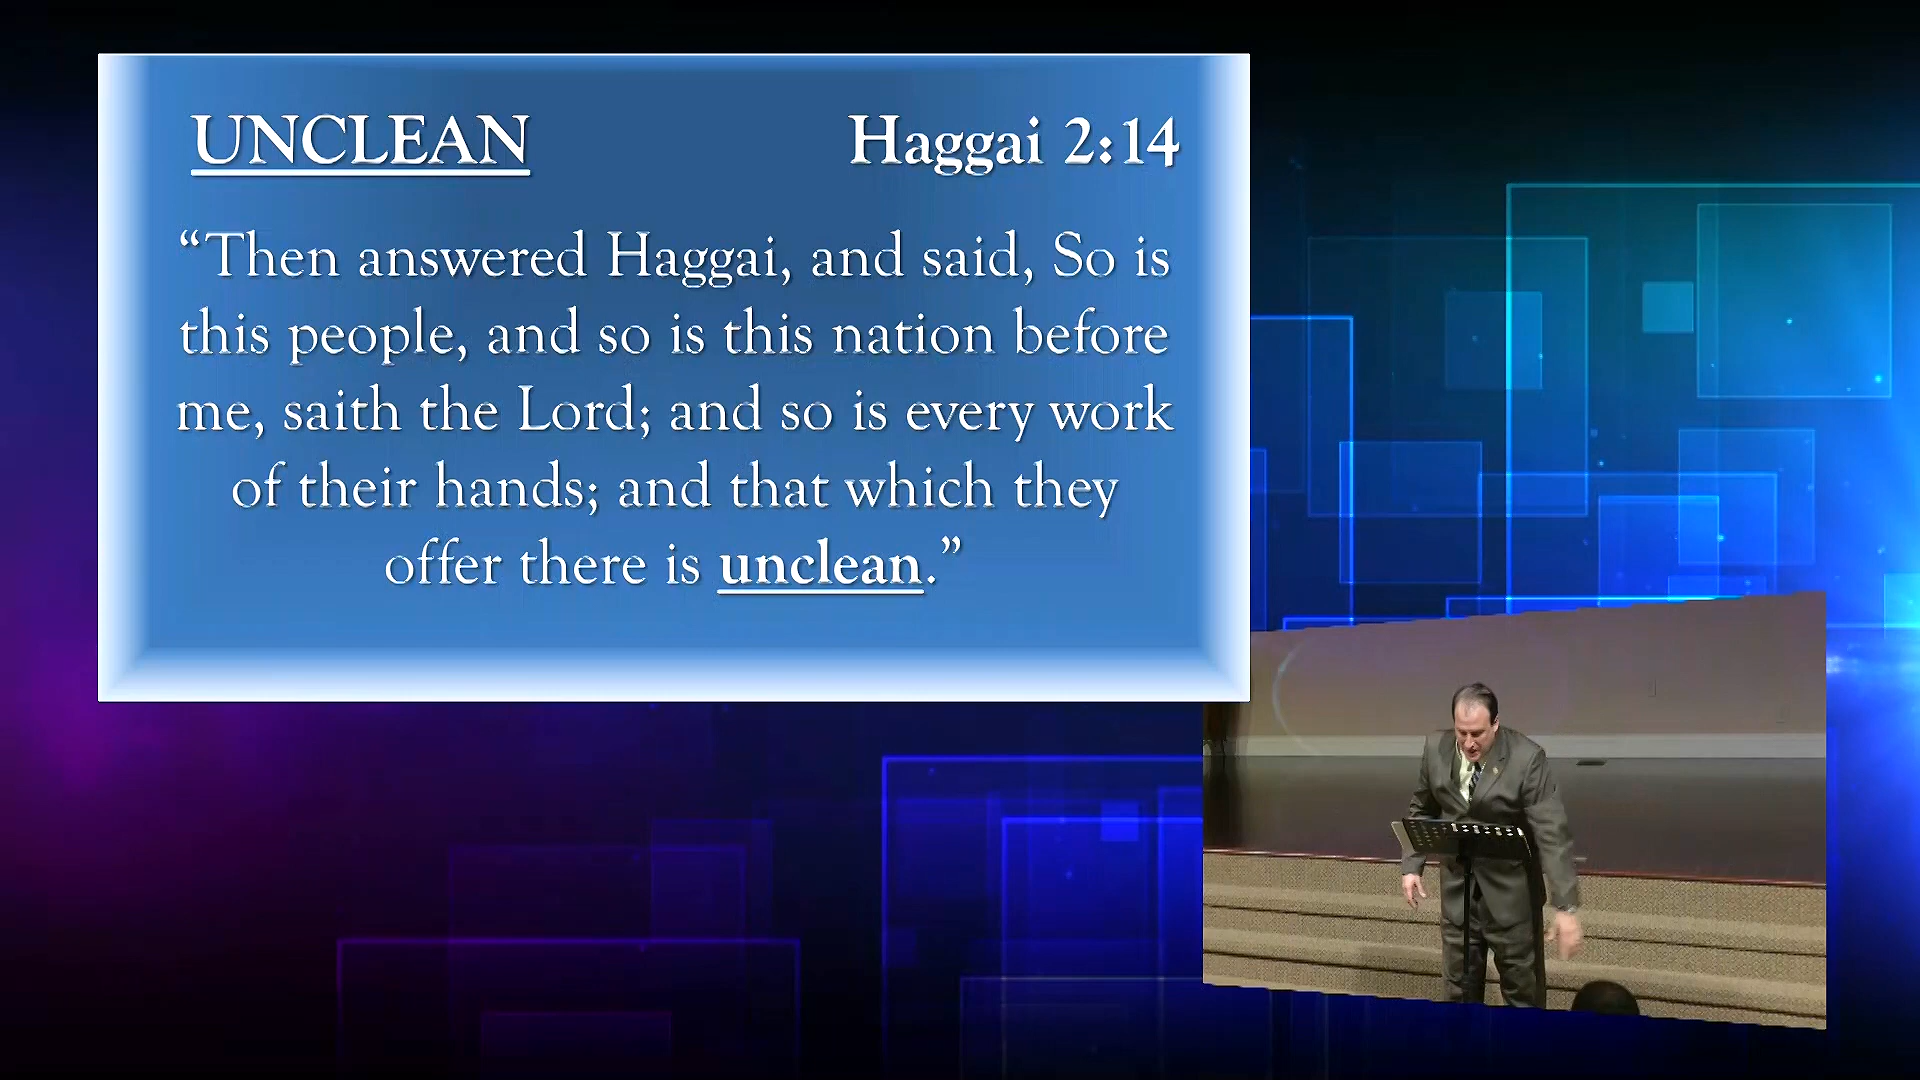 UNCLEAN Haggai 2:14
“Then answered Haggai, and said, So is
this people, and so is this nation before
me, saith the Lord; and so is every work
of their hands; and that which they
offer there is unclean.”